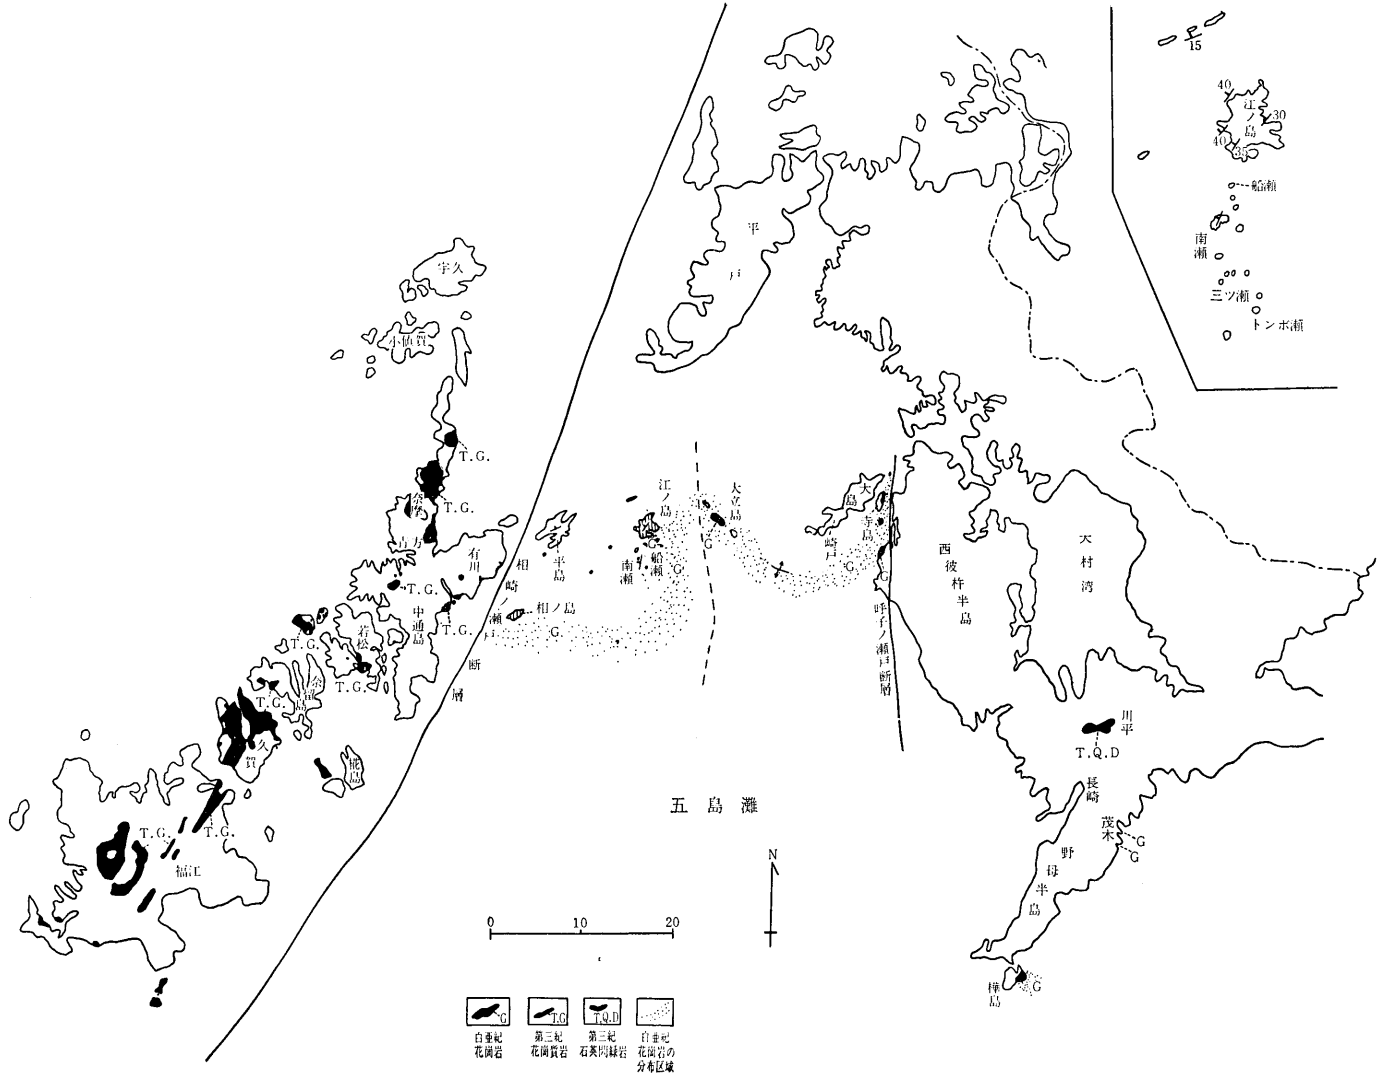 15
40
江ノ島
30
40
35
船瀬
南瀬
三ツ瀬
トンボ瀬
平戸
宇久
小値賀
T.G.
奈摩
T.G.
青方
有川
T.G.
中通島
T.G.
若松
T.G.
T.G.
奈留島
T.G.
久賀
椛島
T.G.
T.G.
福江
相崎瀬戸断層
平島
相ノ島
G
江ノ島
G
船瀬
南瀬
G
大立島
G
大島
寺島
崎戸
G
G
呼子ノ瀬戸断層
西彼杵半島
大村湾
川平
T.Q.D
長崎
茂木
G
G
野母半島
樺島
G
五島灘
N
0 10 20
G
白亜紀
花崗岩
T.G
第三紀
花崗質岩
T.Q.D
第三紀
石英閃緑岩
白亜紀
花崗岩の
分布区域